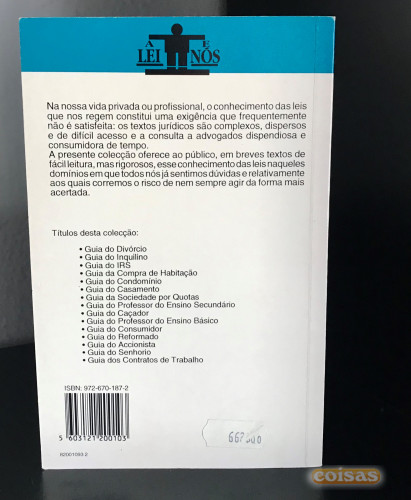 A E
LEI NÓS
Na nossa vida privada ou profissional, o conhecimento das leis
que nos regem constitui uma exigência que frequentemente
não é satisfeita: os textos jurídicos são complexos, dispersos
e de difícil acesso e a consulta a advogados dispendiosa e
consumidora de tempo.
A presente colecção oferece ao público, em breves textos de
fácil leitura, mas rigorosos, esse conhecimento das leis naqueles
domínios em que todos nós já sentimos dúvidas e relativamente
aos quais corremos o risco de nem sempre agir da forma mais
acertada.
Títulos desta colecção:
• Guia do Divórcio
• Guia do Inquilino
• Guia do IRS
• Guia da Compra de Habitação
• Guia do Condomínio
• Guia do Casamento
• Guia da Sociedade por Quotas
• Guia do Professor do Ensino Secundário
• Guia do Caçador
• Guia do Professor do Ensino Básico
• Guia do Consumidor
• Guia do Reformado
• Guia do Accionista
• Guia do Senhorio
• Guia dos Contratos de Trabalho
ISBN: 972-670-187-2
5 603121 200103
coisas